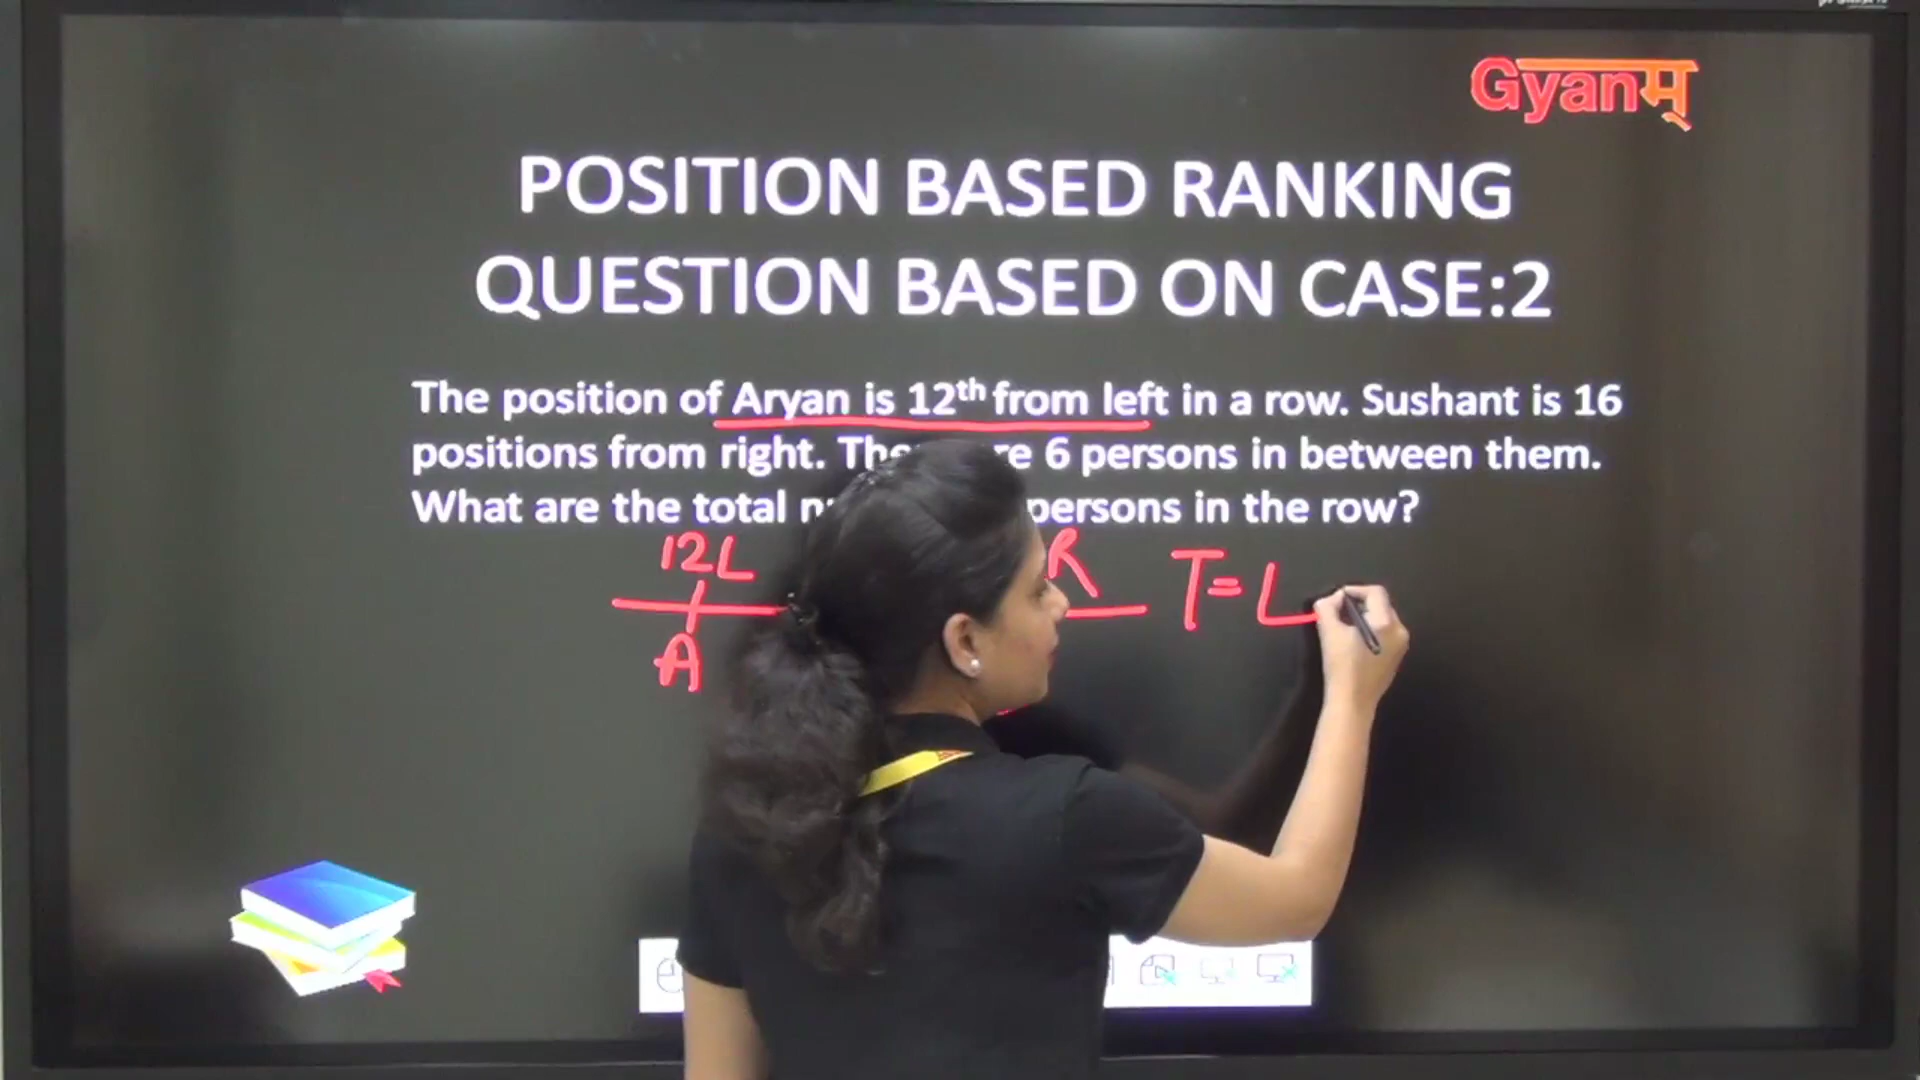 Gyanम्
POSITION BASED RANKING
QUESTION BASED ON CASE:2
The position of Aryan is 12th from left in a row. Sushant is 16
positions from right. The 6 persons in between them.
What are the total persons in the row?
12L R T=L
A